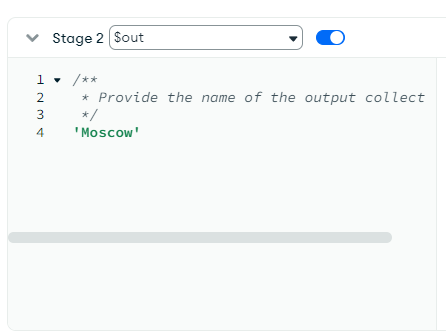 Stage 2 $out
1 /**
2 * Provide the name of the output collect
3 */
4 'Moscow'